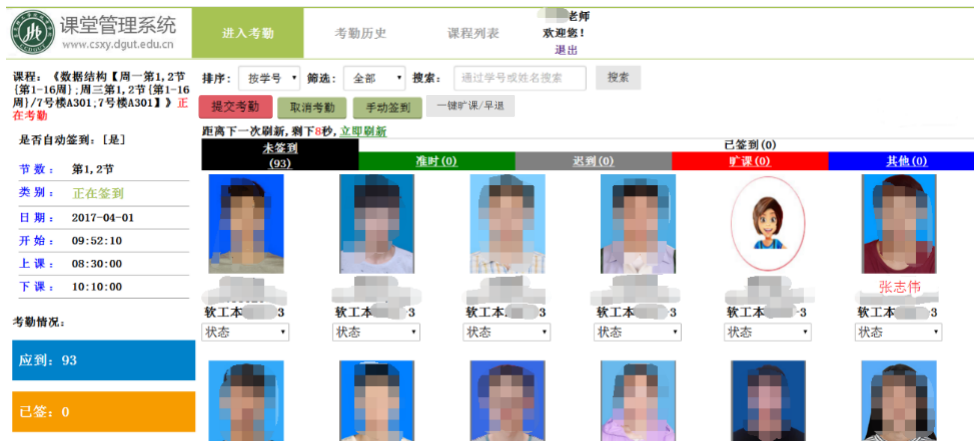 课堂管理系统
www.csxy.dgut.edu.cn
进入考勤
考勤历史
课程列表
老师
欢迎您！
退出
课程：《数据结构【周一第1,2节
{第1-16周};周三第1,2节{第1-16
周}/7号楼A301;7号楼A301】》正
在考勤
是否自动签到：[是]
节 数： 第1,2节
类 别： 正在签到
日 期： 2017-04-01
开 始： 09:52:10
上 课： 08:30:00
下 课： 10:10:00
考勤情况：
应到：93
已签：0
排序： 按学号 筛选： 全部 搜索： 通过学号或姓名搜索 搜索
提交考勤 取消考勤 手动签到 一键旷课/早退
距离下一次刷新,剩下8秒,立即刷新
未签到
(93)
已签到(0)
准时(0) 迟到(0) 旷课(0) 其他(0)
张志伟
软工本 3 软工本 3 软工本 3 软工本 3 软工本 3 软工本 3
状态 状态 状态 状态 状态 状态